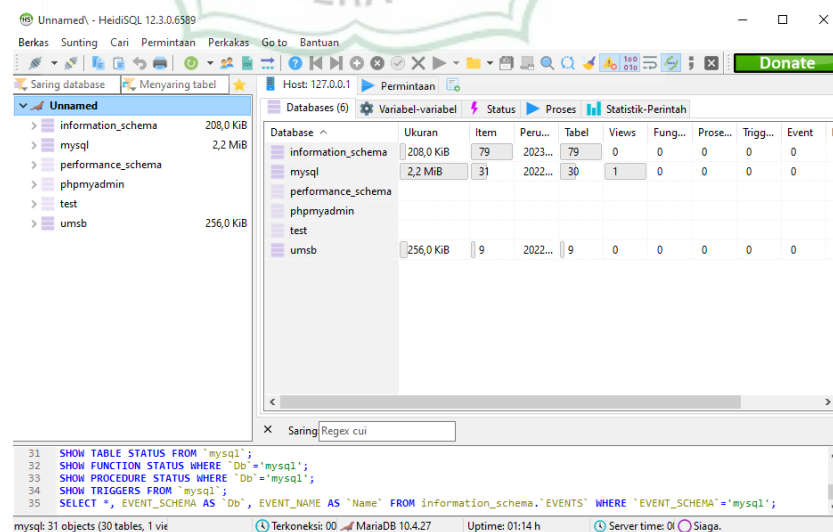 Unnamed\ - HeidiSQL 12.3.0.6589
Berkas Sunting Cari Permintaan Perkakas Go to Bantuan
Donate
Saring database Menyaring tabel Host: 127.0.0.1 Permintaan
Unnamed
information_schema 208,0 KiB
mysql 2,2 MiB
performance_schema
phpmyadmin
test
umsb 256,0 KiB
Databases (6) Variabel-variabel Status Proses Statistik-Perintah
Database Ukuran Item Peru... Tabel Views Fung... Prose... Trigg... Event
information_schema 208,0 KiB 79 2023... 79 0 0 0 0 0
mysql 2,2 MiB 31 2022... 30 1 0 0 0 0
performance_schema
phpmyadmin
test
umsb 256,0 KiB 9 2022... 9 0 0 0 0 0
Saring: Regex cui
31 SHOW TABLE STATUS FROM `mysql`;
32 SHOW FUNCTION STATUS WHERE `Db`='mysql';
33 SHOW PROCEDURE STATUS WHERE `Db`='mysql';
34 SHOW TRIGGERS FROM `mysql`;
35 SELECT *, EVENT_SCHEMA AS `Db`, EVENT_NAME AS `Name` FROM information_schema.`EVENTS` WHERE `EVENT_SCHEMA`='mysql';
mysql: 31 objects (30 tables, 1 vie Terkoneksi: 00 MariaDB 10.4.27 Uptime: 01:14 h Server time: 0( Siaga.